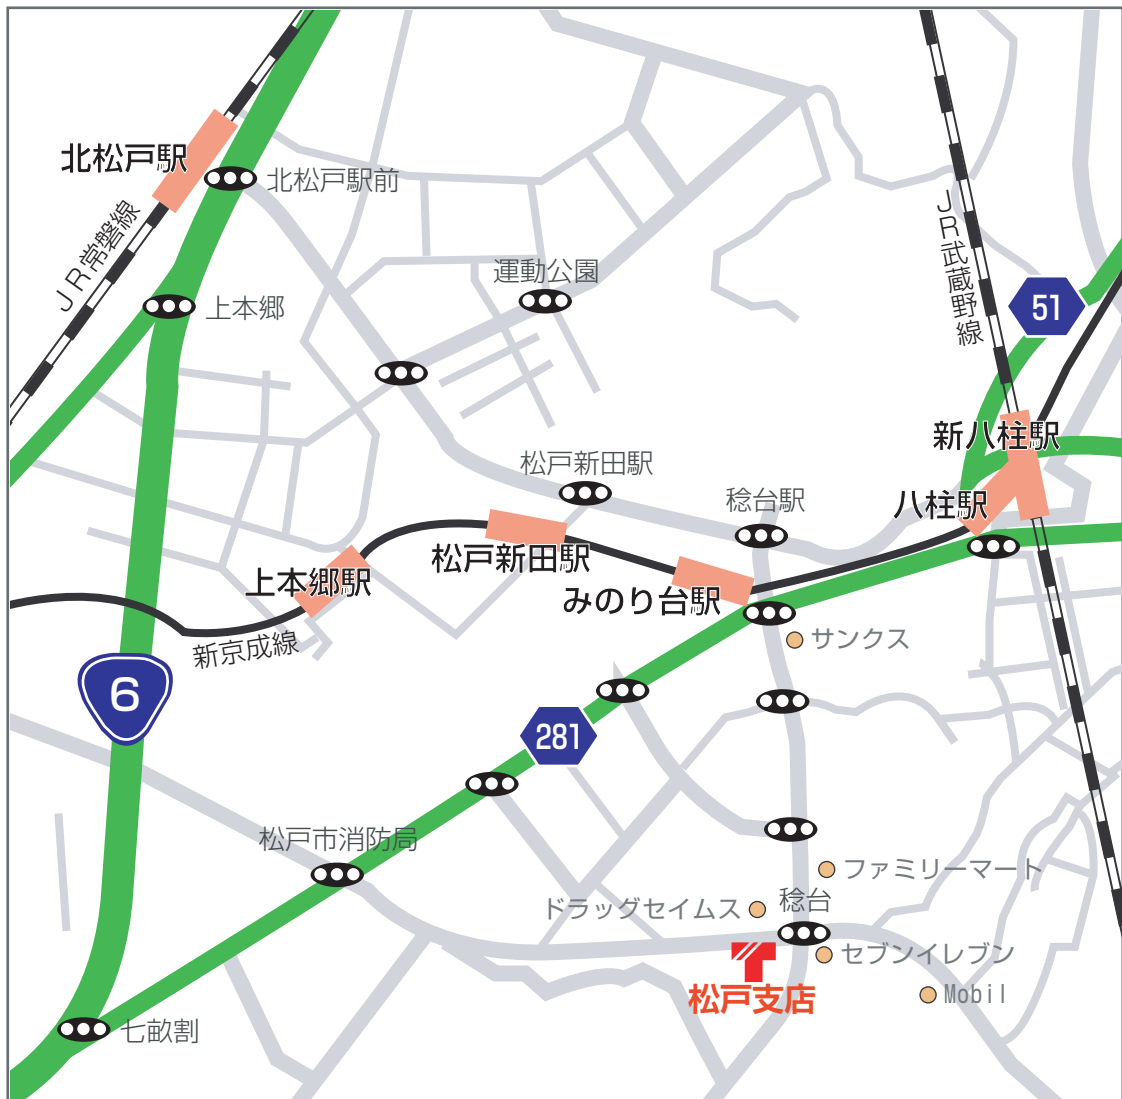 北松戸駅
北松戸駅前
JR常磐線
上本郷
運動公園
JR武蔵野線
51
新八柱駅
松戸新田駅
稔台駅
八柱駅
松戸新田駅
上本郷駅
みのり台駅
サンクス
新京成線
6
281
松戸市消防局
ファミリーマート
ドラッグセイムス
稔台
セブンイレブン
松戸支店
Mobil
七畝割